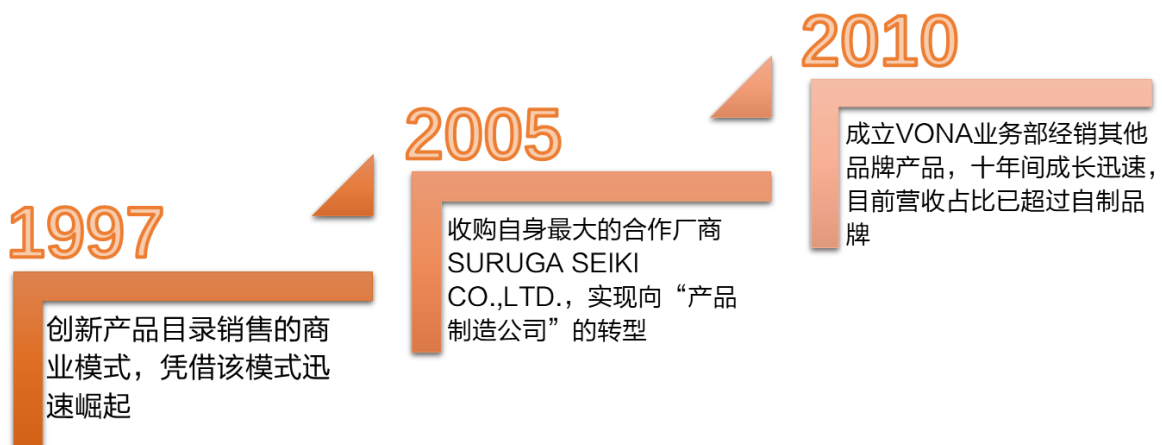 1997
创新产品目录销售的商
业模式，凭借该模式迅
速崛起
2005
收购自身最大的合作厂商
SURUGA SEIKI
CO.,LTD.，实现向“产品
制造公司”的转型
2010
成立VONA业务部经销其他
品牌产品，十年间成长迅速，
目前营收占比已超过自制品
牌